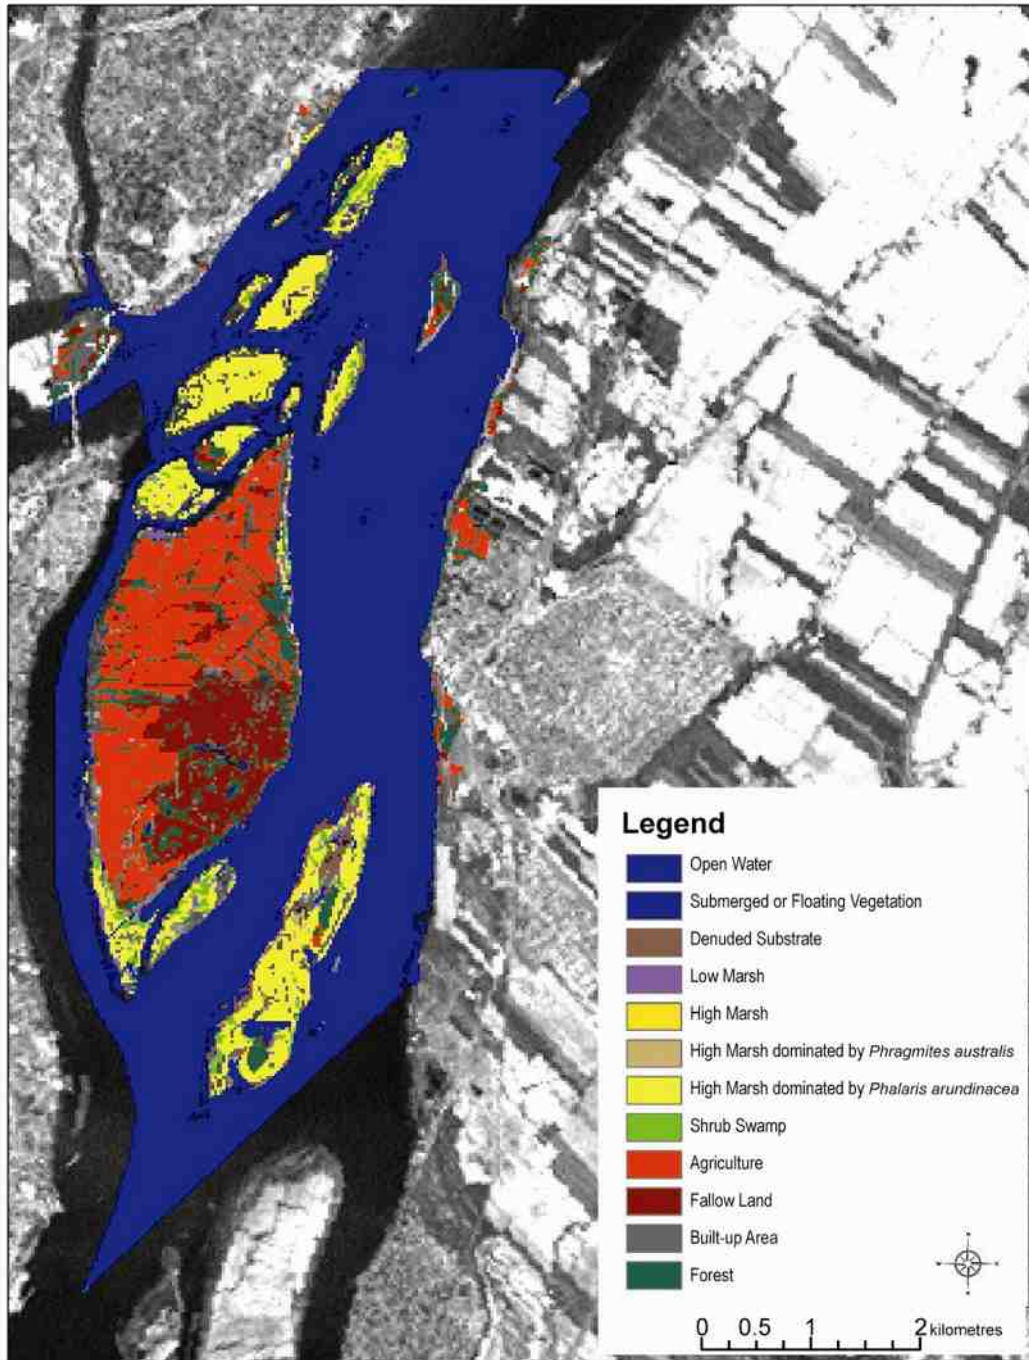 Legend
Open Water
Submerged or Floating Vegetation
Denuded Substrate
Low Marsh
High Marsh
High Marsh dominated by Phragmites australis
High Marsh dominated by Phalaris arundinacea
Shrub Swamp
Agriculture
Fallow Land
Built-up Area
Forest
0 0.5 1 2 kilometres